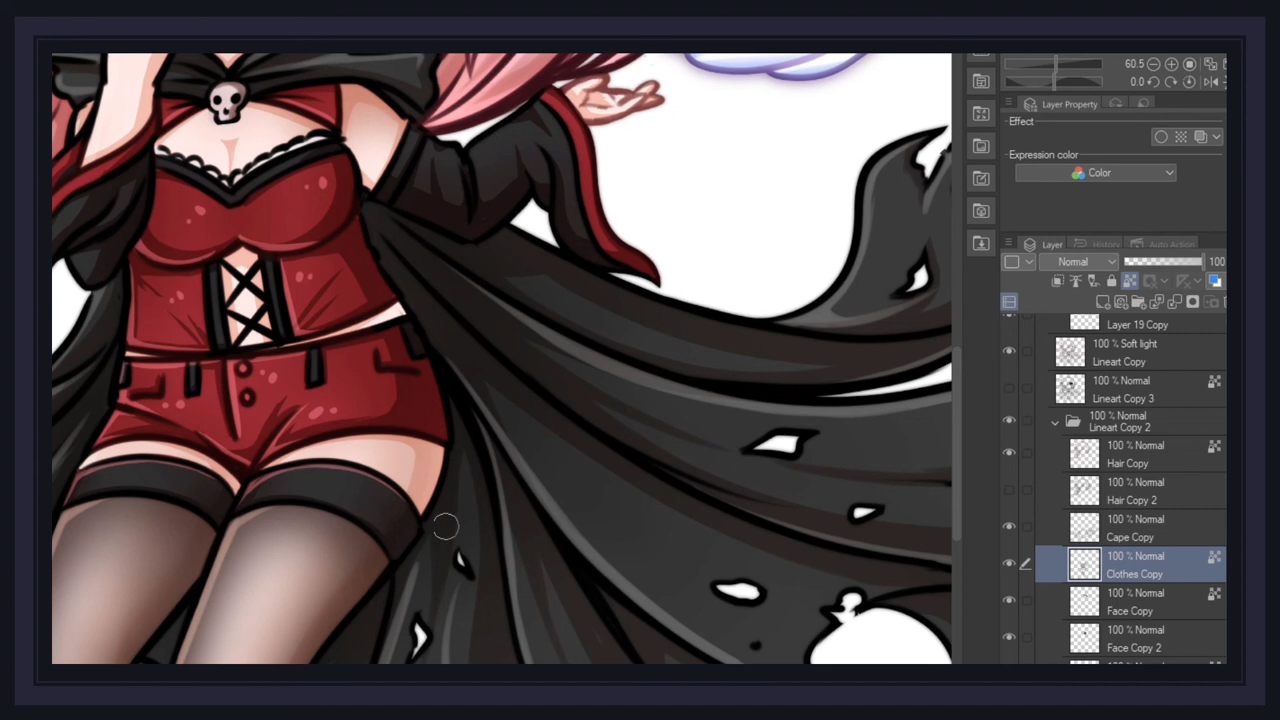 60.5
0.0
Layer Property
Effect
Expression color
Color
Layer
History
Auto Action
Normal
100
Layer 19 Copy
100 % Soft light
Lineart Copy
100 % Normal
Lineart Copy 3
100 % Normal
Lineart Copy 2
100 % Normal
Hair Copy
100 % Normal
Hair Copy 2
100 % Normal
Cape Copy
100 % Normal
Clothes Copy
100 % Normal
Face Copy
100 % Normal
Face Copy 2